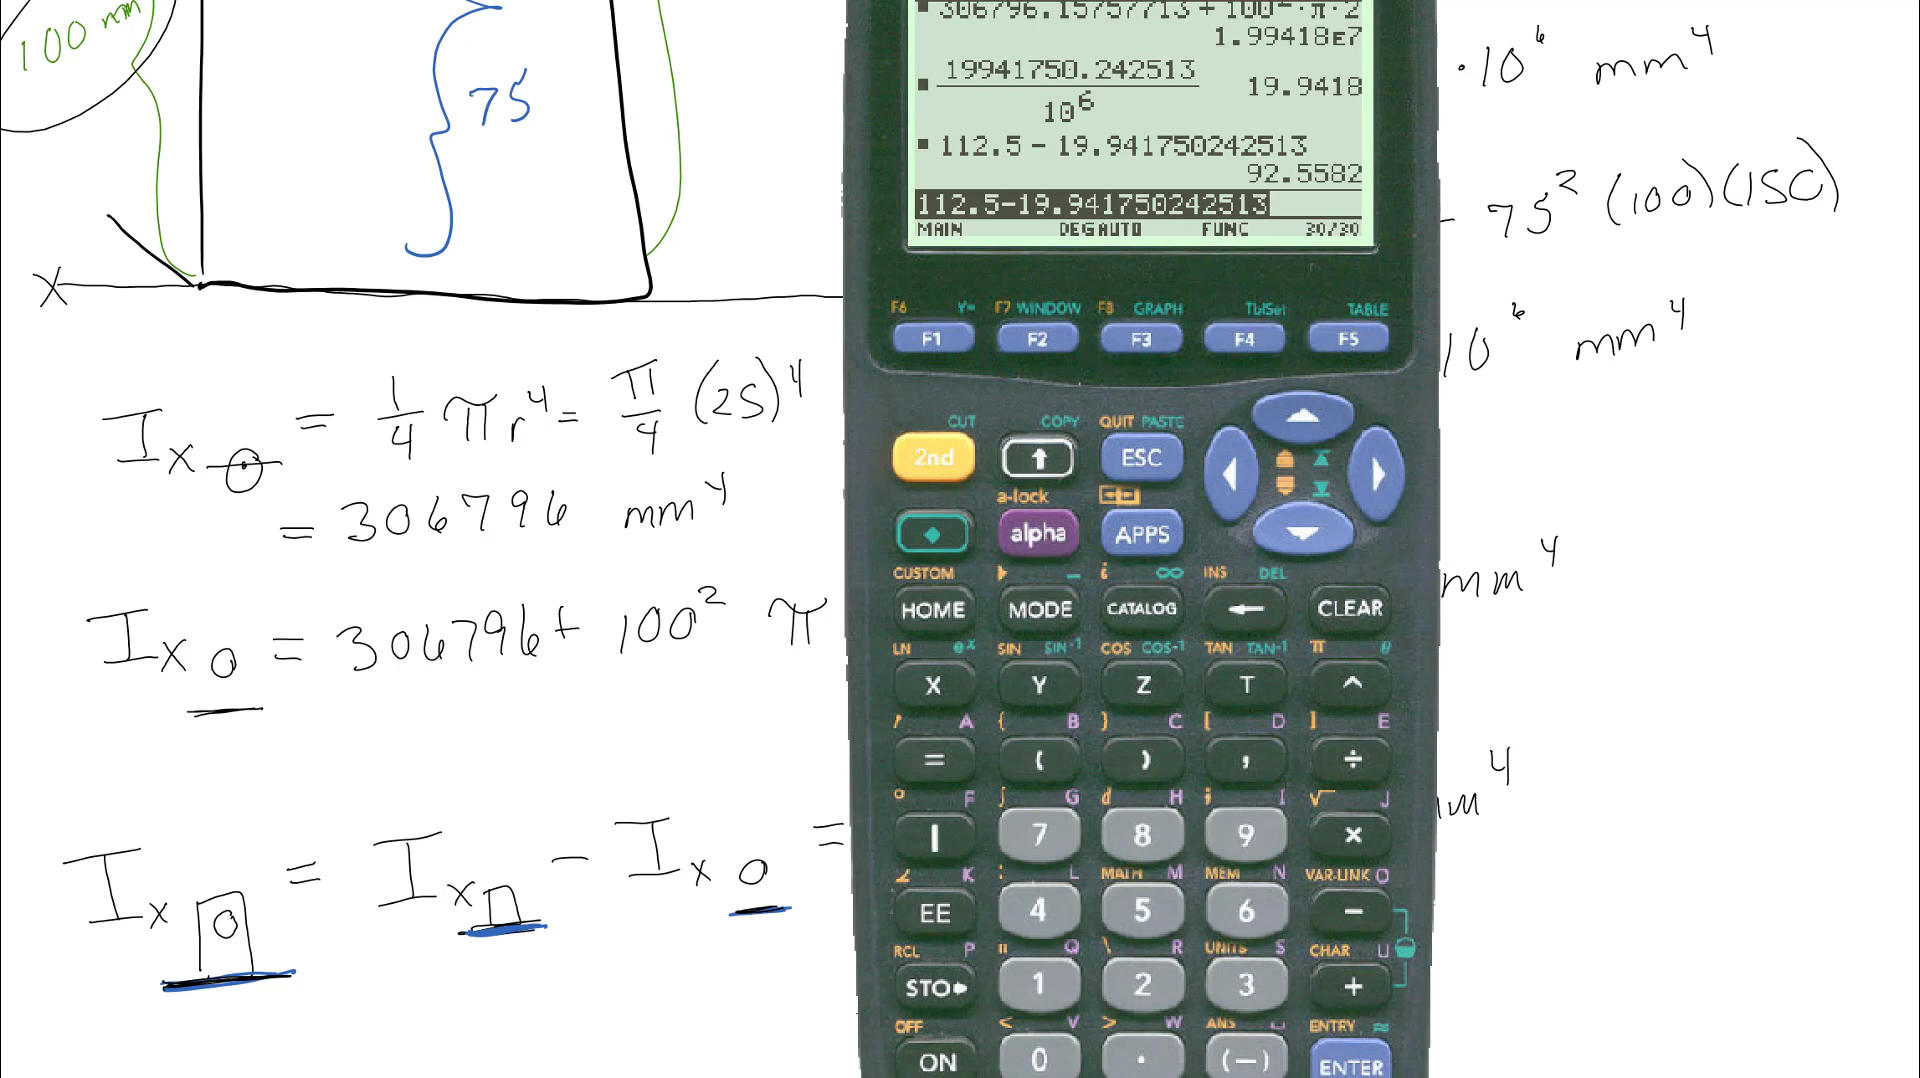 100 mm
75
X
I x = 1/4 π r⁴ = π/4 (25)⁴
= 306796 mm⁴
I x = 306796 + 100² π
I x = I x − I x =
· 10⁶ mm⁴
75² (100)(150)
10⁶ mm⁴
mm⁴
mm⁴
306796.15757713 + 100² · π · 2
1.99418E7
19941750.242513 / 10⁶ 19.9418
112.5 − 19.941750242513
92.5582
112.5-19.941750242513
MAIN DEG AUTO FUNC 30/30
F6 Y= F7 WINDOW F8 GRAPH TblSet TABLE
F1 F2 F3 F4 F5
CUT COPY QUIT PASTE
2nd ↑ ESC
a-lock
◆ alpha APPS
CUSTOM ▸ _ i ∞ INS DEL
HOME MODE CATALOG ← CLEAR
LN eˣ SIN SIN⁻¹ COS COS⁻¹ TAN TAN⁻¹ π θ
X Y Z T ^
A { B } C [ D ] E
= ( ) , ÷
° F ∫ G d H ; I √ J
| 7 8 9 ×
∠ K : L MATH M MEM N VAR-LINK O
EE 4 5 6 −
RCL P " Q \ R UNITS S CHAR U
STO▸ 1 2 3 +
OFF < V > W ANS ENTRY ≈
ON 0 . (−) ENTER